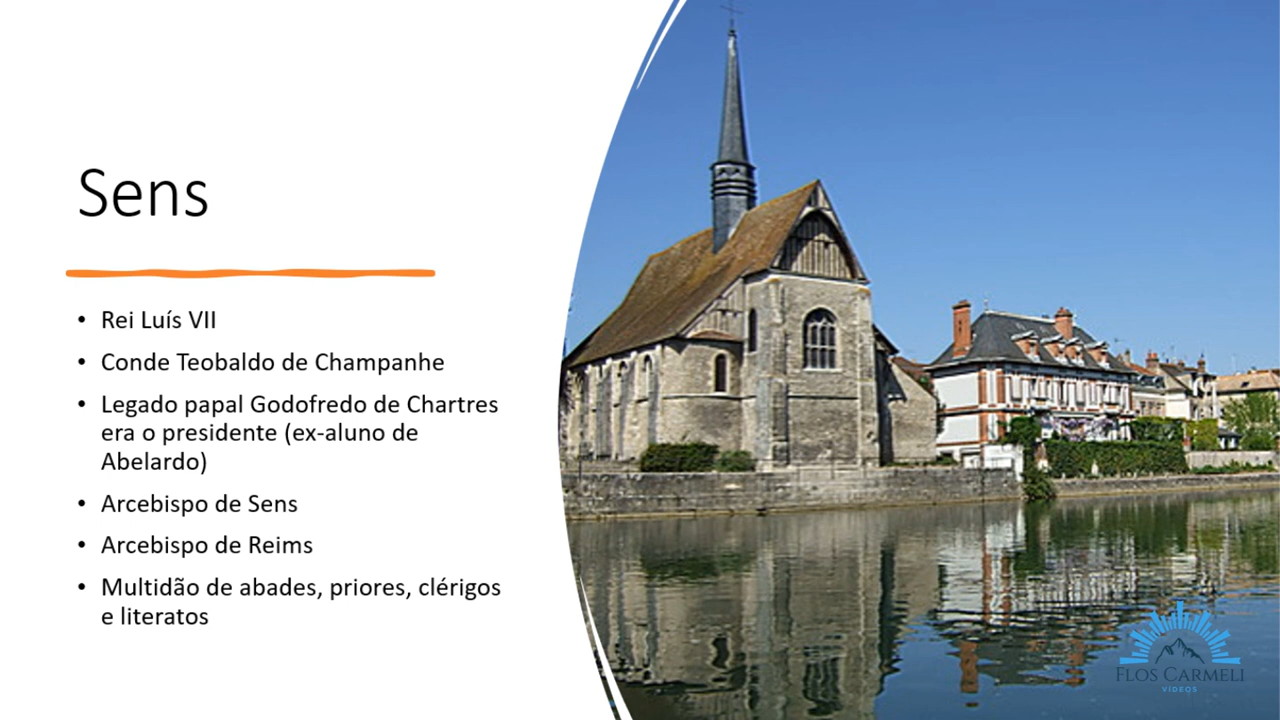 Sens
• Rei Luís VII
• Conde Teobaldo de Champanhe
• Legado papal Godofredo de Chartres
era o presidente (ex-aluno de
Abelardo)
• Arcebispo de Sens
• Arcebispo de Reims
• Multidão de abades, priores, clérigos
e literatos
FLOS CARMELI
VÍDEOS